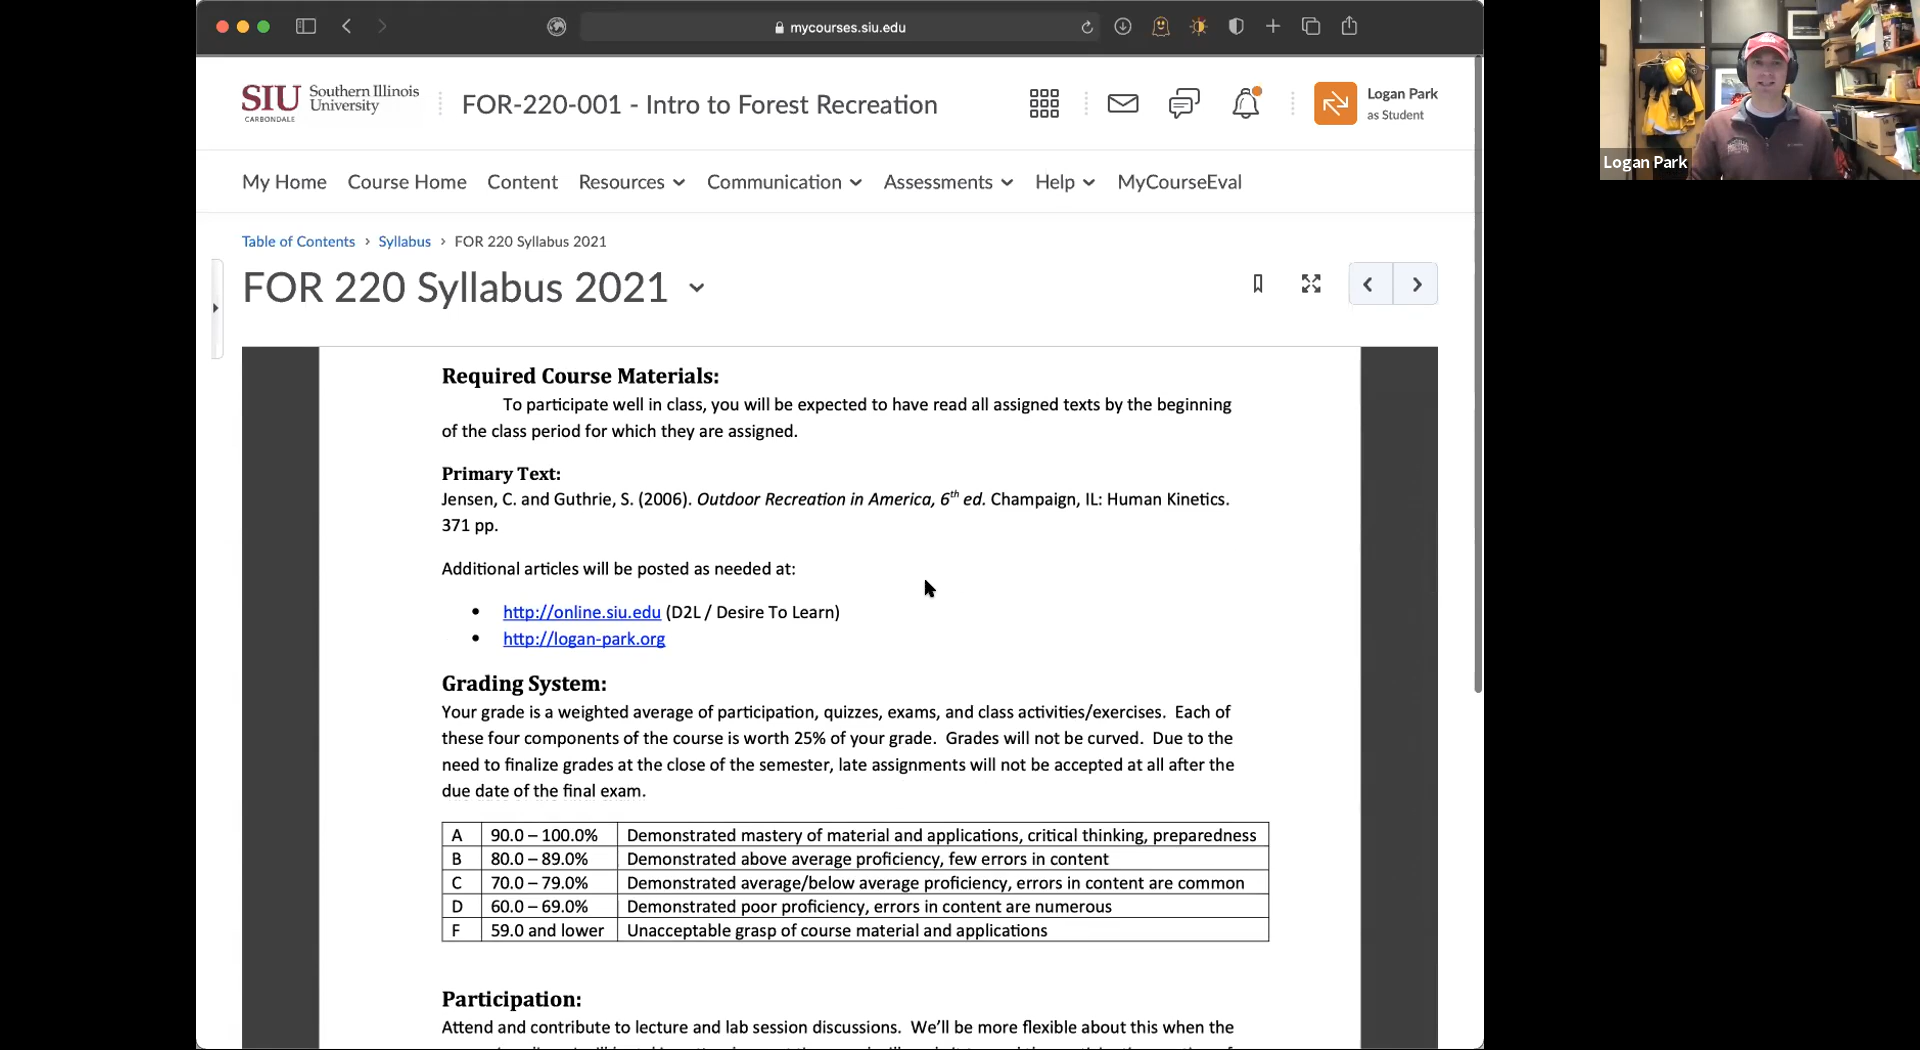 mycourses.siu.edu
SIU Southern Illinois University
CARBONDALE
FOR-220-001 - Intro to Forest Recreation
Logan Park
as Student
Logan Park
My Home Course Home Content Resources Communication Assessments Help MyCourseEval
Table of Contents › Syllabus › FOR 220 Syllabus 2021
FOR 220 Syllabus 2021
Required Course Materials:
To participate well in class, you will be expected to have read all assigned texts by the beginning
of the class period for which they are assigned.
Primary Text:
Jensen, C. and Guthrie, S. (2006). Outdoor Recreation in America, 6th ed. Champaign, IL: Human Kinetics.
371 pp.
Additional articles will be posted as needed at:
• http://online.siu.edu (D2L / Desire To Learn)
• http://logan-park.org
Grading System:
Your grade is a weighted average of participation, quizzes, exams, and class activities/exercises. Each of
these four components of the course is worth 25% of your grade. Grades will not be curved. Due to the
need to finalize grades at the close of the semester, late assignments will not be accepted at all after the
due date of the final exam.
A 90.0 – 100.0% Demonstrated mastery of material and applications, critical thinking, preparedness
B 80.0 – 89.0% Demonstrated above average proficiency, few errors in content
C 70.0 – 79.0% Demonstrated average/below average proficiency, errors in content are common
D 60.0 – 69.0% Demonstrated poor proficiency, errors in content are numerous
F 59.0 and lower Unacceptable grasp of course material and applications
Participation:
Attend and contribute to lecture and lab session discussions. We'll be more flexible about this when the